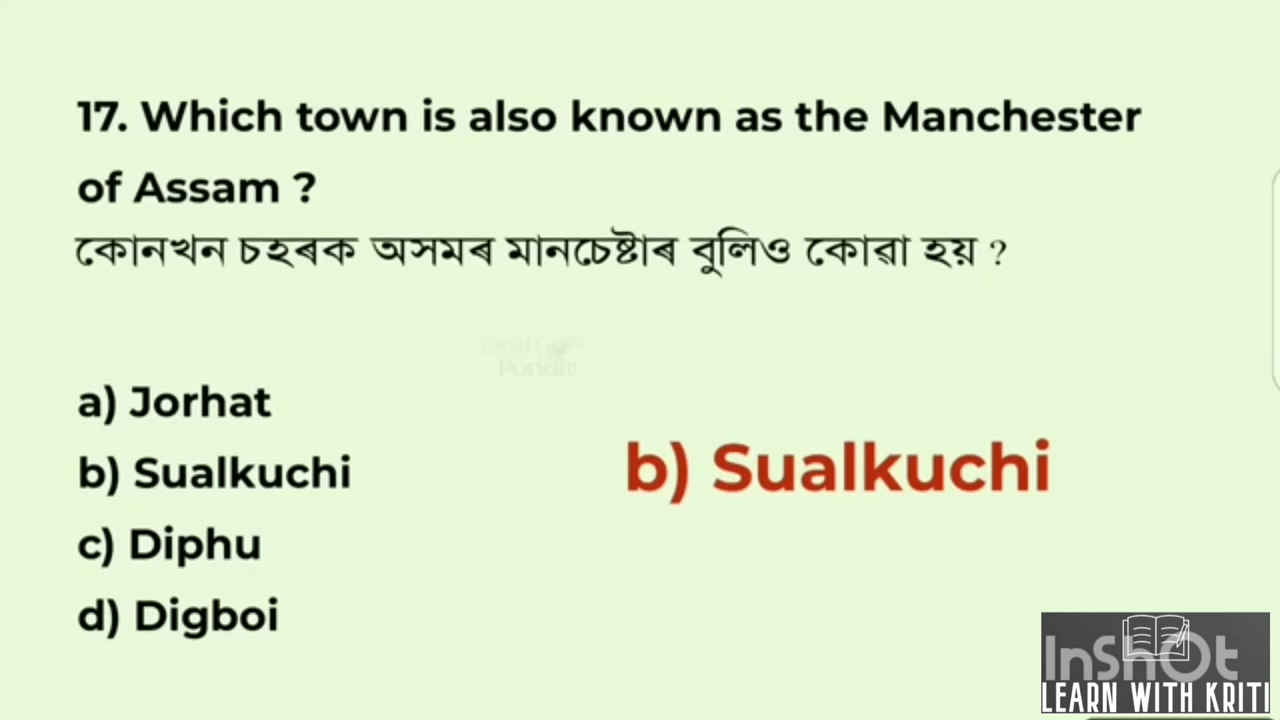 17. Which town is also known as the Manchester
of Assam ?
কোনখন চহৰক অসমৰ মানচেষ্টাৰ বুলিও কোৱা হয় ?
a) Jorhat
b) Sualkuchi
b) Sualkuchi
c) Diphu
d) Digboi
InShOt
LEARN WITH KRITI